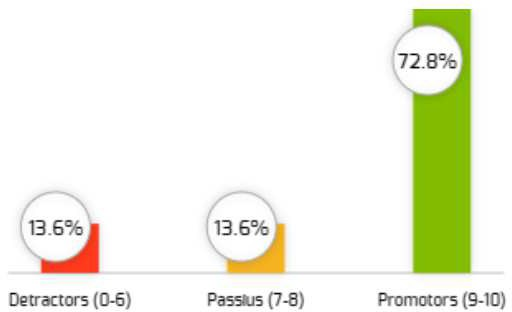 72.8%
13.6%
13.6%
Detractors (0-6)
Passius (7-8)
Promotors (9-10)